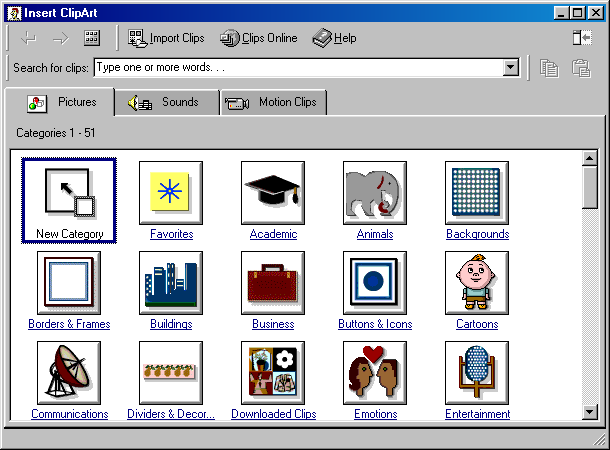 Insert ClipArt
Import Clips Clips Online Help
Search for clips: Type one or more words. . .
Pictures Sounds Motion Clips
Categories 1 - 51
New Category Favorites Academic Animals Backgrounds
Borders & Frames Buildings Business Buttons & Icons Cartoons
Communications Dividers & Decor... Downloaded Clips Emotions Entertainment